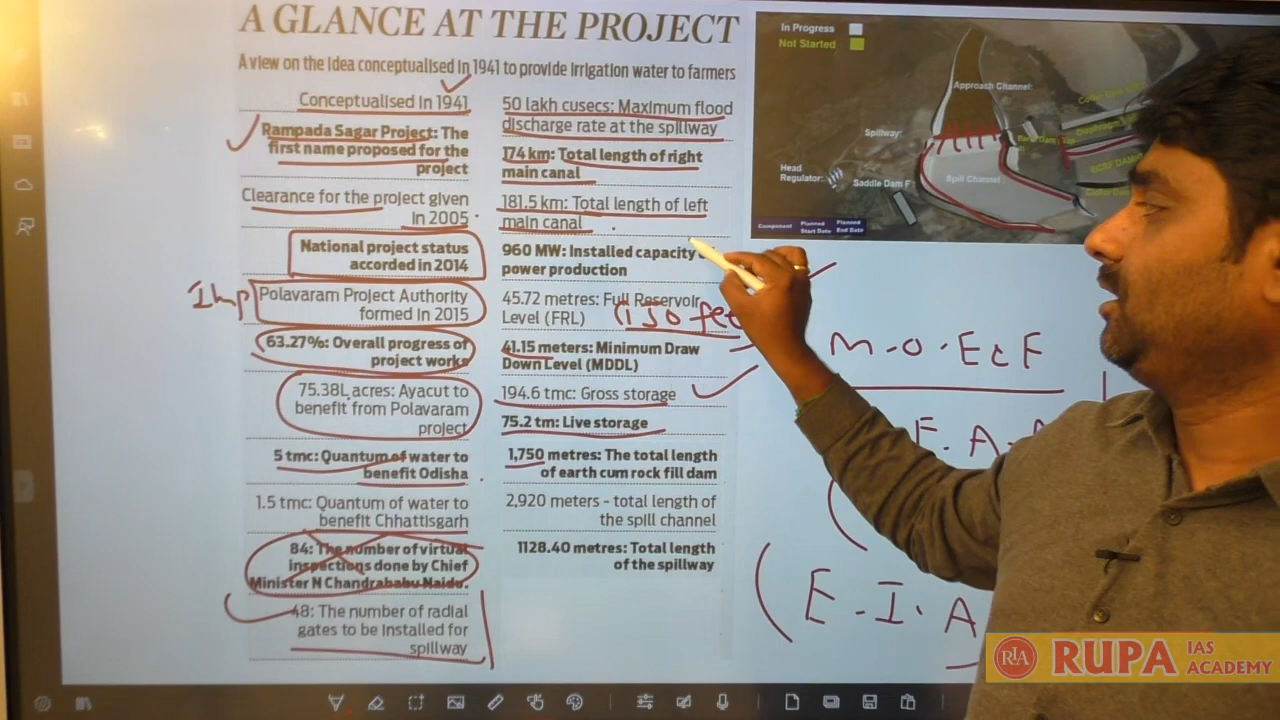 A GLANCE AT THE PROJECT
A view on the idea conceptualised in 1941 to provide irrigation water to farmers
Conceptualised in 1941
Rampada Sagar Project: The
first name proposed for the
project
Clearance for the project given
in 2005
National project status
accorded in 2014
Imp
Polavaram Project Authority
formed in 2015
63.27%: Overall progress of
project works
75.38L acres: Ayacut to
benefit from Polavaram
project
5 tmc: Quantum of water to
benefit Odisha
1.5 tmc: Quantum of water to
benefit Chhattisgarh
84: The number of virtual
inspections done by Chief
Minister N Chandrababu Naidu.
48: The number of radial
gates to be installed for
spillway
50 lakh cusecs: Maximum flood
discharge rate at the spillway
174 km: Total length of right
main canal
181.5 km: Total length of left
main canal
960 MW: Installed capacity
power production
45.72 metres: Full Reservoir
Level (FRL)
150 fee
41.15 meters: Minimum Draw
Down Level (MDDL)
194.6 tmc: Gross storage
75.2 tm: Live storage
1,750 metres: The total length
of earth cum rock fill dam
2,920 meters - total length of
the spill channel
1128.40 metres: Total length
of the spillway
In Progress
Not Started
Approach Channel:
Spillway:
Head
Regulator:
Saddle Dam F:
Spill Channel:
Component
Planned
Start Date
Planned
End Date
M.O.E&F
F.A.
(E.I.A
RIA
RUPA IAS
ACADEMY